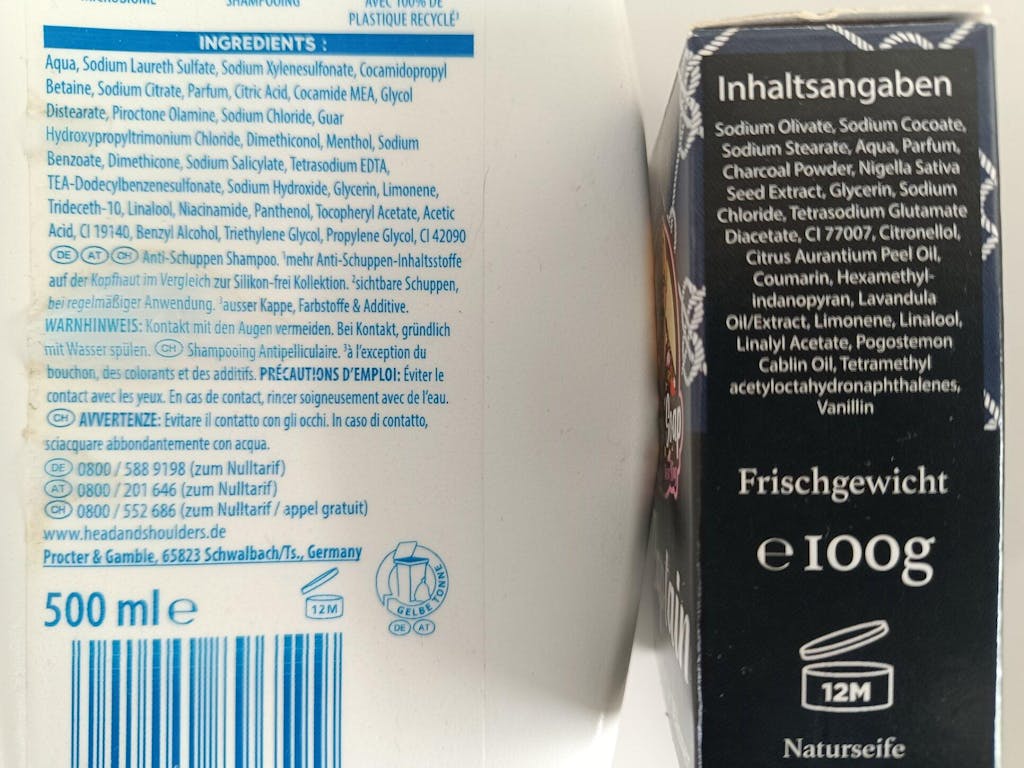 SHAMPOOING
AVEC 100% DE
PLASTIQUE RECYCLÉ¹
INGREDIENTS :
Aqua, Sodium Laureth Sulfate, Sodium Xylenesulfonate, Cocamidopropyl
Betaine, Sodium Citrate, Parfum, Citric Acid, Cocamide MEA, Glycol
Distearate, Piroctone Olamine, Sodium Chloride, Guar
Hydroxypropyltrimonium Chloride, Dimethiconol, Menthol, Sodium
Benzoate, Dimethicone, Sodium Salicylate, Tetrasodium EDTA,
TEA-Dodecylbenzenesulfonate, Sodium Hydroxide, Glycerin, Limonene,
Trideceth-10, Linalool, Niacinamide, Panthenol, Tocopheryl Acetate, Acetic
Acid, CI 19140, Benzyl Alcohol, Triethylene Glycol, Propylene Glycol, CI 42090
DE AT CH Anti-Schuppen Shampoo. ¹mehr Anti-Schuppen-Inhaltsstoffe
auf der Kopfhaut im Vergleich zur Silikon-frei Kollektion. ²sichtbare Schuppen,
bei regelmäßiger Anwendung. ³ausser Kappe, Farbstoffe & Additive.
WARNHINWEIS: Kontakt mit den Augen vermeiden. Bei Kontakt, gründlich
mit Wasser spülen. CH Shampooing Antipelliculaire. ³à l'exception du
bouchon, des colorants et des additifs. PRÉCAUTIONS D'EMPLOI: Éviter le
contact avec les yeux. En cas de contact, rincer soigneusement avec de l'eau.
CH AVVERTENZE: Evitare il contatto con gli occhi. In caso di contatto,
sciacquare abbondantemente con acqua.
DE 0800 / 588 9198 (zum Nulltarif)
AT 0800 / 201 646 (zum Nulltarif)
CH 0800 / 552 686 (zum Nulltarif / appel gratuit)
www.headandshoulders.de
Procter & Gamble, 65823 Schwalbach/Ts., Germany
500 ml e
12M
GELBE TONNE
DE AT
Inhaltsangaben
Sodium Olivate, Sodium Cocoate,
Sodium Stearate, Aqua, Parfum,
Charcoal Powder, Nigella Sativa
Seed Extract, Glycerin, Sodium
Chloride, Tetrasodium Glutamate
Diacetate, CI 77007, Citronellol,
Citrus Aurantium Peel Oil,
Coumarin, Hexamethyl-
indanopyran, Lavandula
Oil/Extract, Limonene, Linalool,
Linalyl Acetate, Pogostemon
Cablin Oil, Tetramethyl
acetyloctahydronaphthalenes,
Vanillin
Frischgewicht
e 100g
12M
Naturseife